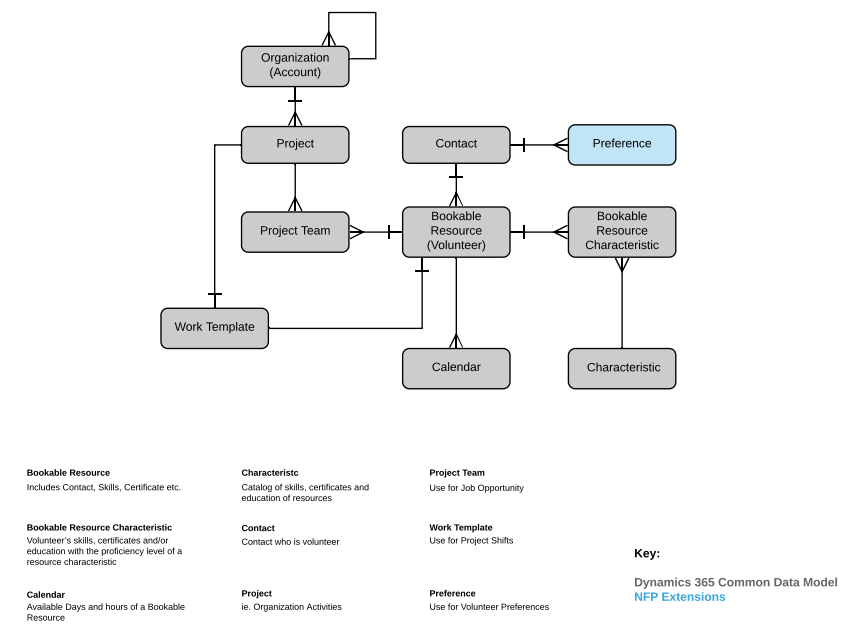 Organization
(Account)
Project
Contact
Preference
Project Team
Bookable
Resource
(Volunteer)
Bookable
Resource
Characteristic
Work Template
Calendar
Characteristic
Bookable Resource
Includes Contact, Skills, Certificate etc.
Characteristc
Catalog of skills, certificates and
education of resources
Project Team
Use for Job Opportunity
Bookable Resource Characteristic
Volunteer's skills, certificates and/or
education with the proficiency level of a
resource characteristic
Contact
Contact who is volunteer
Work Template
Use for Project Shifts
Calendar
Available Days and hours of a Bookable
Resource
Project
ie. Organization Activities
Preference
Use for Volunteer Preferences
Key:
Dynamics 365 Common Data Model
NFP Extensions